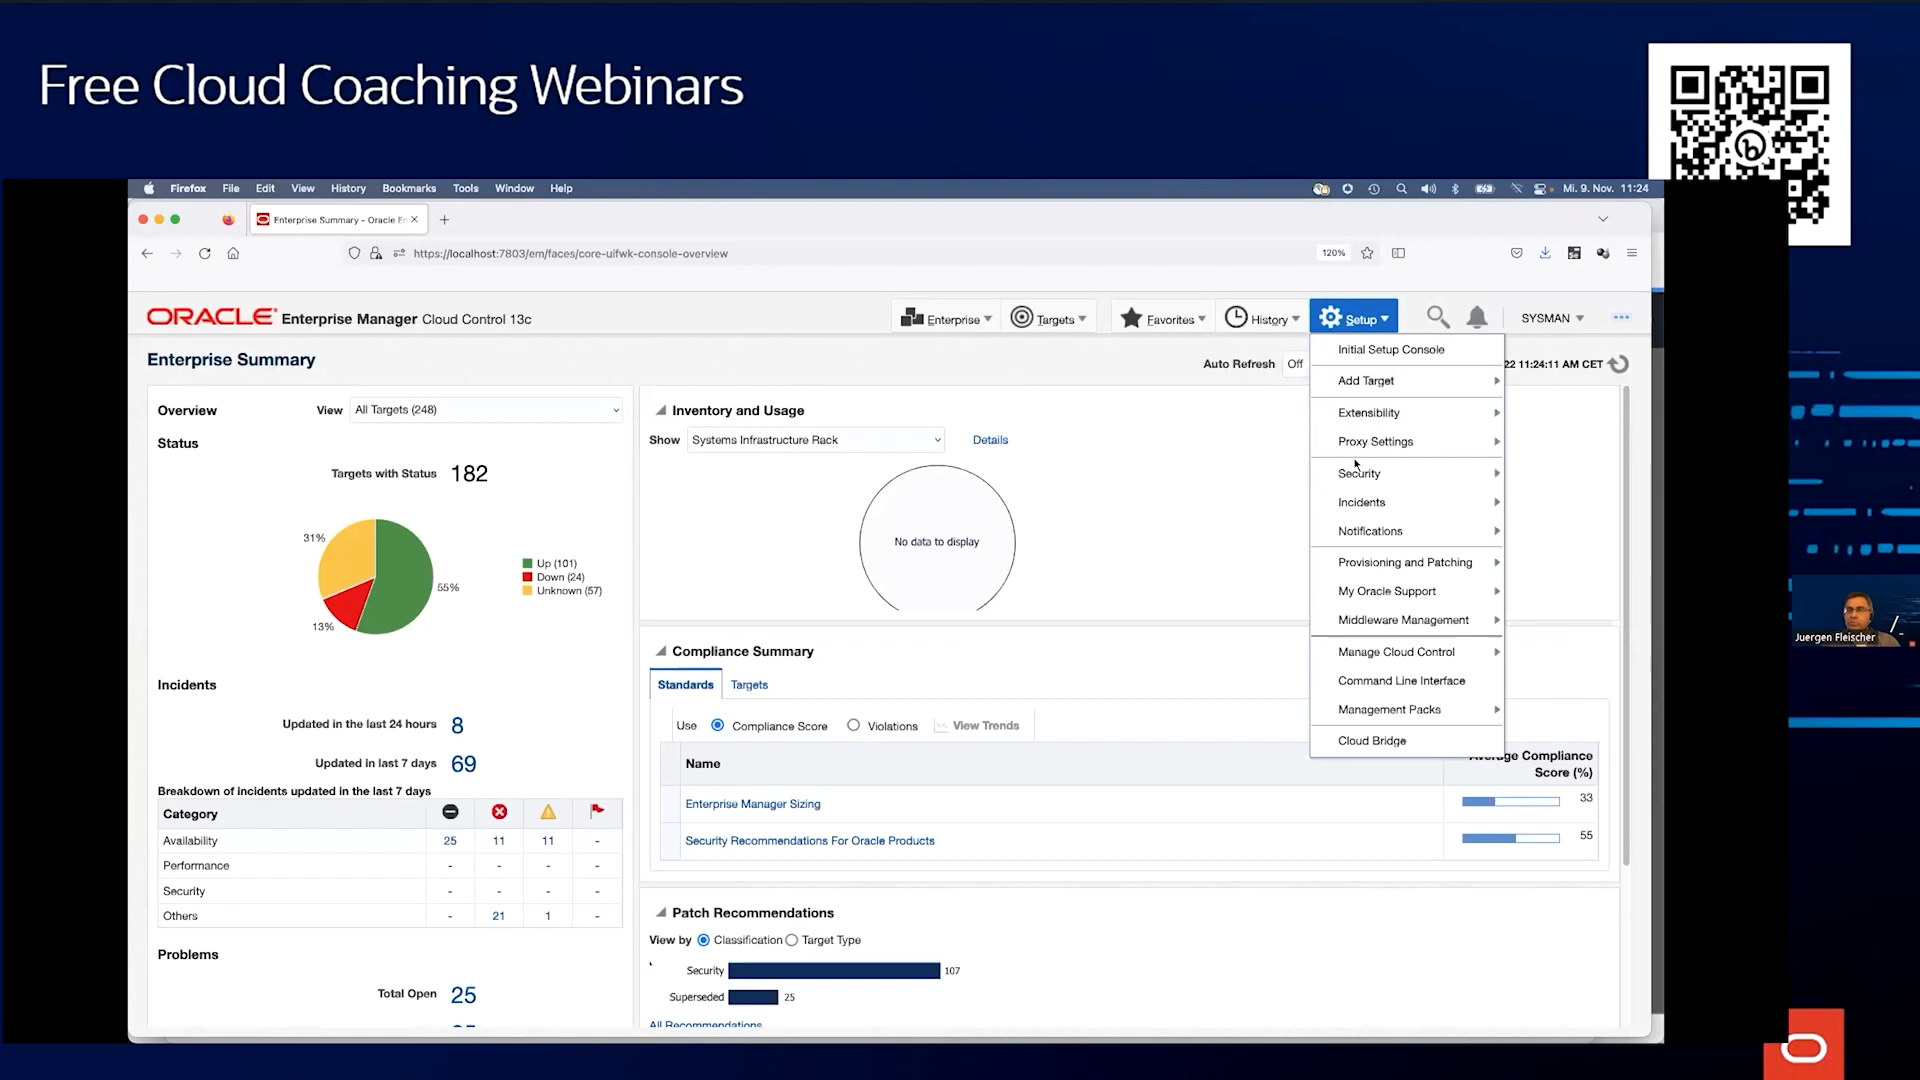 Free Cloud Coaching Webinars
Firefox File Edit View History Bookmarks Tools Window Help
Mi. 9. Nov. 11:24
Enterprise Summary - Oracle E
https://localhost:7803/em/faces/core-uifwk-console-overview
120%
ORACLE Enterprise Manager Cloud Control 13c
Enterprise Targets Favorites History Setup SYSMAN
Enterprise Summary
Auto Refresh Off
22 11:24:11 AM CET
Initial Setup Console
Add Target
Extensibility
Proxy Settings
Security
Incidents
Notifications
Provisioning and Patching
My Oracle Support
Middleware Management
Manage Cloud Control
Command Line Interface
Management Packs
Cloud Bridge
Overview
View All Targets (248)
Status
Targets with Status 182
31%
55%
13%
Up (101)
Down (24)
Unknown (57)
Incidents
Updated in the last 24 hours 8
Updated in last 7 days 69
Breakdown of incidents updated in the last 7 days
Category
Availability 25 11 11 -
Performance - - - -
Security - - - -
Others - 21 1 -
Problems
Total Open 25
Inventory and Usage
Show Systems Infrastructure Rack Details
No data to display
Compliance Summary
Standards Targets
Use Compliance Score Violations View Trends
Name Average Compliance
Score (%)
Enterprise Manager Sizing 33
Security Recommendations For Oracle Products 55
Patch Recommendations
View by Classification Target Type
Security 107
Superseded 25
All Recommendations
Juergen Fleischer